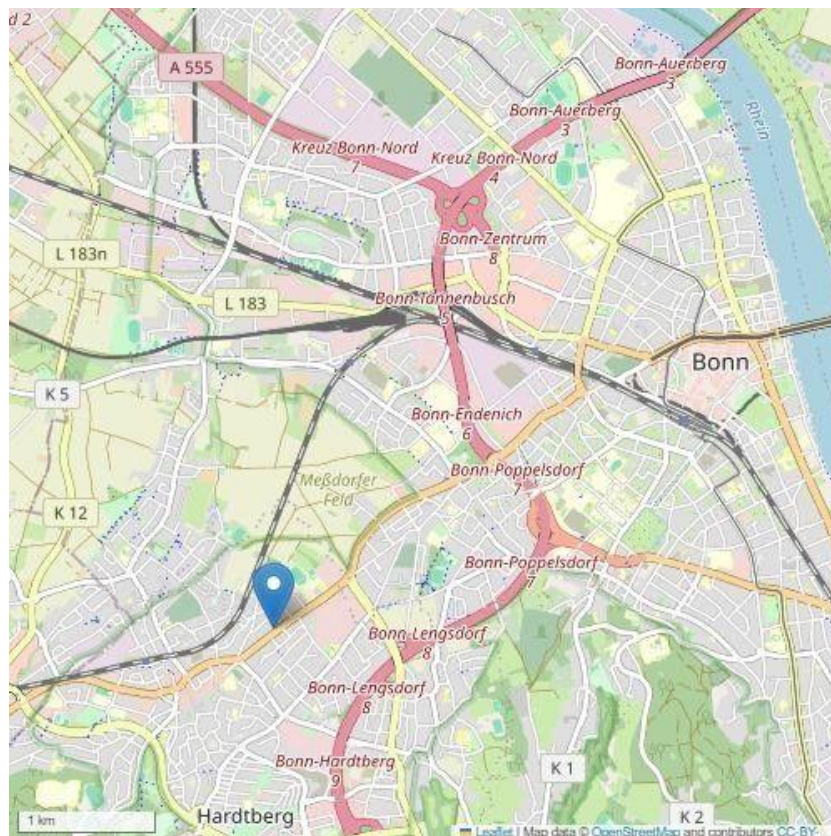 d 2
A 555
Bonn-Auerberg
3
Rhein
Bonn-Auerberg
3
Kreuz Bonn-Nord
7
Kreuz Bonn-Nord
4
Bonn-Zentrum
8
L 183n
L 183
Bonn-Tannenbusch
5
Bonn
K 5
Bonn-Endenich
6
Bonn-Poppelsdorf
7
Meßdorfer
Feld
K 12
Bonn-Poppelsdorf
7
Bonn-Lengsdorf
8
Bonn-Lengsdorf
8
Bonn-Hardtberg
9
K 1
1 km
Hardtberg
K 2
Leaflet | Map data © OpenStreetMap and contributors CC-BY-